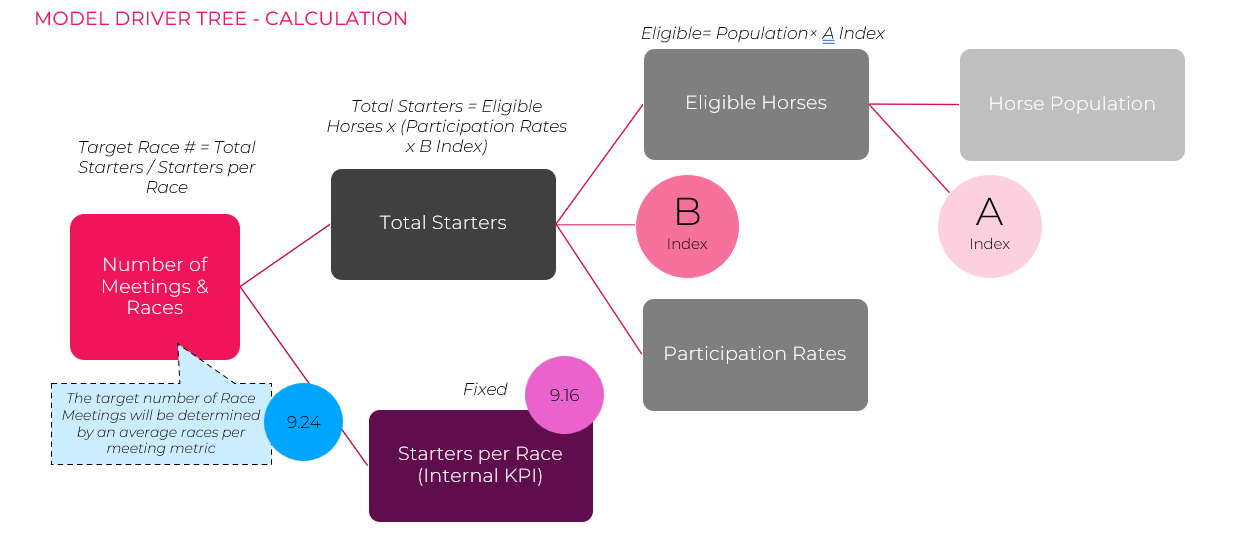 MODEL DRIVER TREE - CALCULATION
Eligible= Population× A Index
Eligible Horses
Horse Population
Total Starters = Eligible
Horses x (Participation Rates
x B Index)
Target Race # = Total
Starters / Starters per
Race
Total Starters
B
Index
A
Index
Number of
Meetings &
Races
Participation Rates
The target number of Race
Meetings will be determined
by an average races per
meeting metric
9.24
Fixed
9.16
Starters per Race
(Internal KPI)